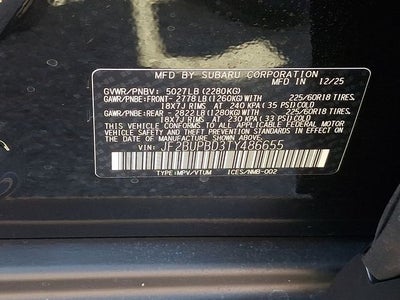 MFD BY SUBARU CORPORATION
MFD IN 12/25
GVWR/PNBV: 5027LB (2280KG)
GAWR/PNBE: FRONT- 2778LB (1260KG) WITH 225/60R18 TIRES,
18X7J RIMS AT 240 KPA (35 PSI) COLD
GAWR/PNBE: REAR - 2822LB (1280KG) WITH 225/60R18 TIRES,
18X7J RIMS AT 230 KPA (33 PSI) COLD
THIS VEHICLE CONFORMS TO ALL APPLICABLE FEDERAL MOTOR
VEHICLE SAFETY AND THEFT PREVENTION STANDARDS IN EFFECT ON THE
DATE OF MANUFACTURE SHOWN ABOVE.
VIN: JF2BUPBD3TY486655
TYPE: MPV/VTUM ICES/NMB-002